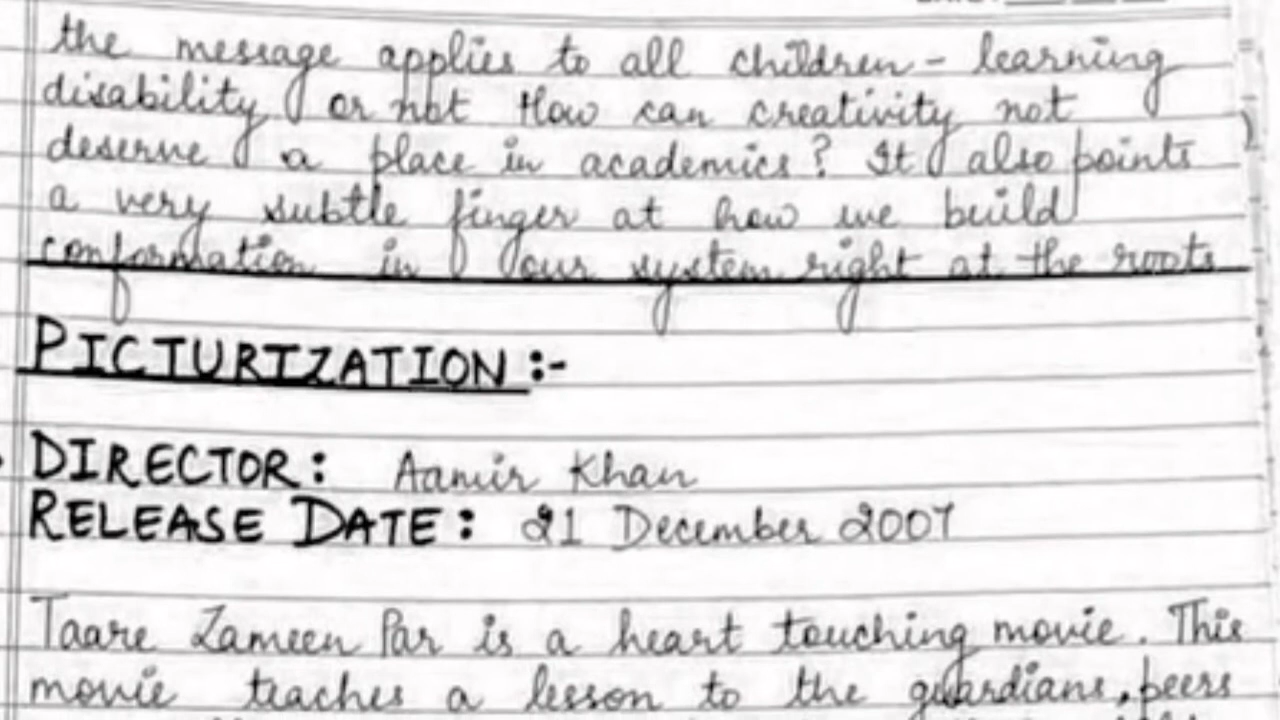 the message applies to all children - learning
disability or not How can creativity not
deserve a place in academics? It also points
a very subtle finger at how we build
conformation in our system right at the roots
PICTURIZATION :-
DIRECTOR: Aamir Khan
RELEASE DATE: 21 December 2007
Taare Zameen Par is a heart touching movie. This
movie teaches a lesson to the guardians, peers